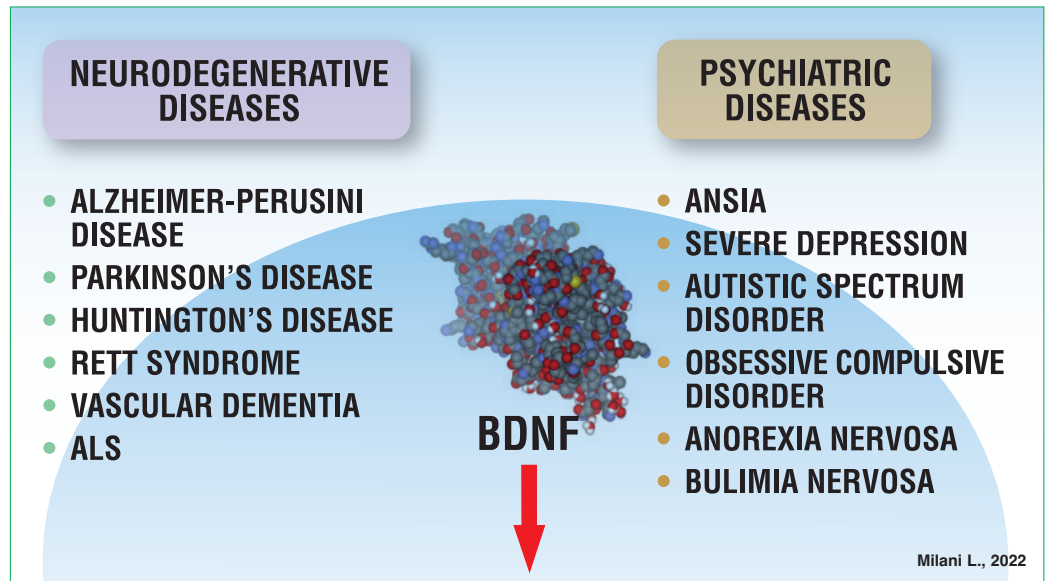 NEURODEGENERATIVE
DISEASES
• ALZHEIMER-PERUSINI
DISEASE
• PARKINSON'S DISEASE
• HUNTINGTON'S DISEASE
• RETT SYNDROME
• VASCULAR DEMENTIA
• ALS
BDNF
PSYCHIATRIC
DISEASES
• ANSIA
• SEVERE DEPRESSION
• AUTISTIC SPECTRUM
DISORDER
• OBSESSIVE COMPULSIVE
DISORDER
• ANOREXIA NERVOSA
• BULIMIA NERVOSA
Milani L., 2022